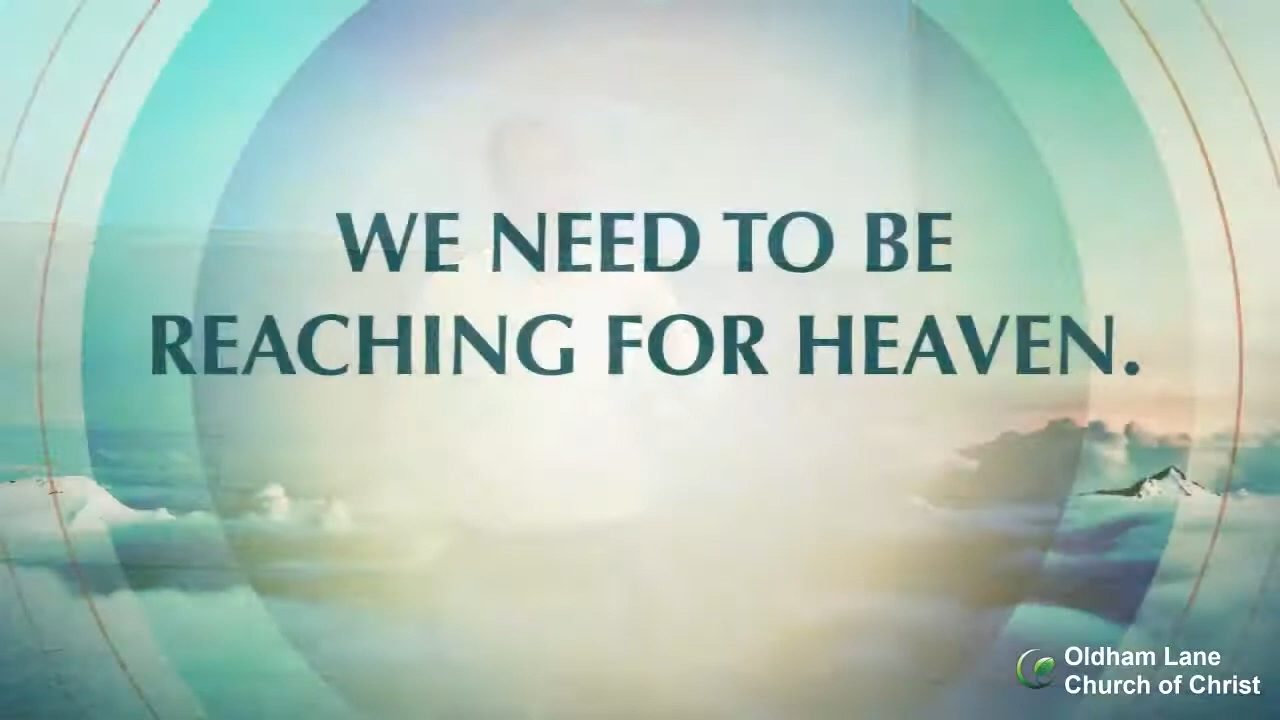 WE NEED TO BE
REACHING FOR HEAVEN.
Oldham Lane
Church of Christ